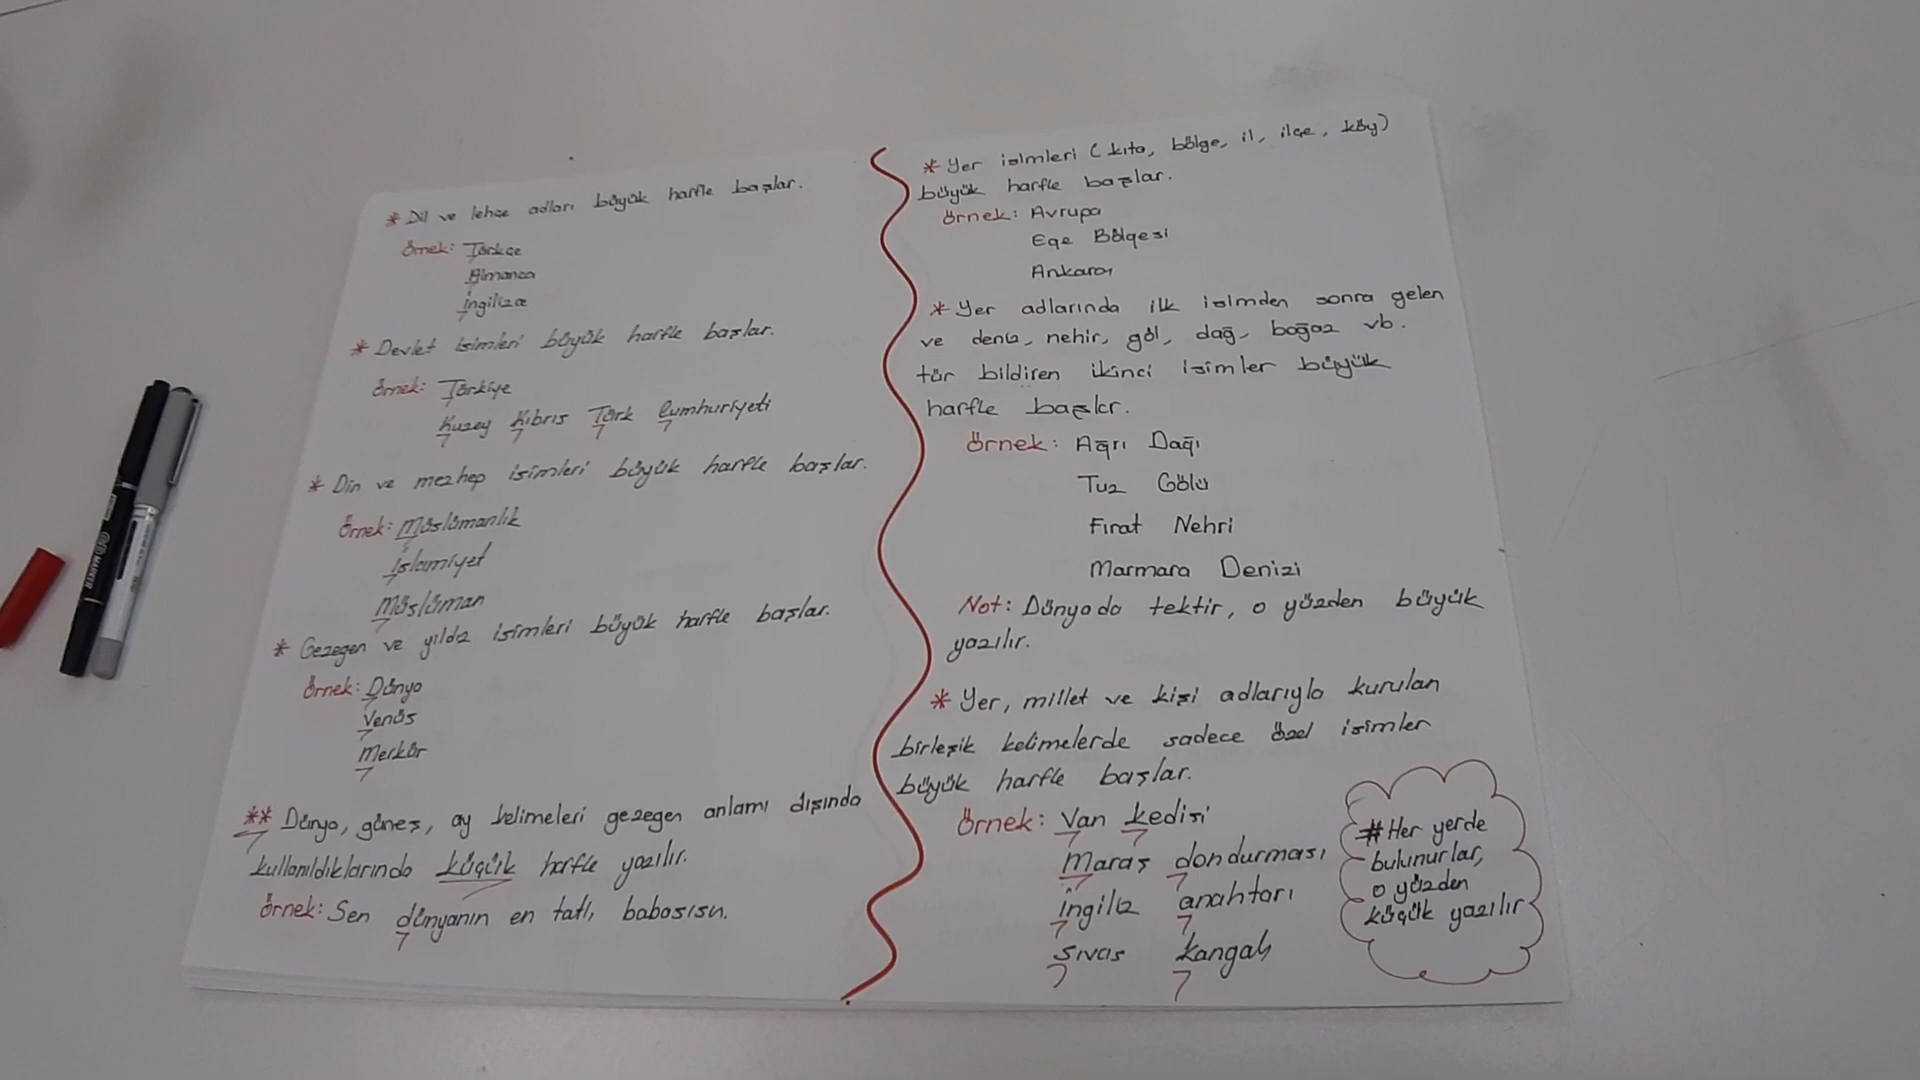 * Dil ve lehçe adları büyük harfle başlar.
Örnek: Türkçe
Almanca
İngilizce
* Devlet isimleri büyük harfle başlar.
Örnek: Türkiye
Kuzey Kıbrıs Türk Cumhuriyeti
* Din ve mezhep isimleri büyük harfle başlar.
Örnek: Müslümanlık
İslamiyet
Müslüman
* Gezegen ve yıldız isimleri büyük harfle başlar.
Örnek: Dünya
Venüs
Merkür
** Dünya, güneş, ay kelimeleri gezegen anlamı dışında
kullanıldıklarında küçük harfle yazılır.
Örnek: Sen dünyanın en tatlı babasısın.
* Yer isimleri ( kıta, bölge, il, ilçe, köy)
büyük harfle başlar.
Örnek: Avrupa
Ege Bölgesi
Ankara
* Yer adlarında ilk isimden sonra gelen
ve deniz, nehir, göl, dağ, boğaz vb.
tür bildiren ikinci isimler büyük
harfle başlar.
Örnek: Ağrı Dağı
Tuz Gölü
Fırat Nehri
Marmara Denizi
Not: Dünyada tektir, o yüzden büyük
yazılır.
* Yer, millet ve kişi adlarıyla kurulan
birleşik kelimelerde sadece özel isimler
büyük harfle başlar.
Örnek: Van kedisi
Maraş dondurması
İngiliz anahtarı
Sivas kangalı
# Her yerde
bulunurlar,
o yüzden
küçük yazılır